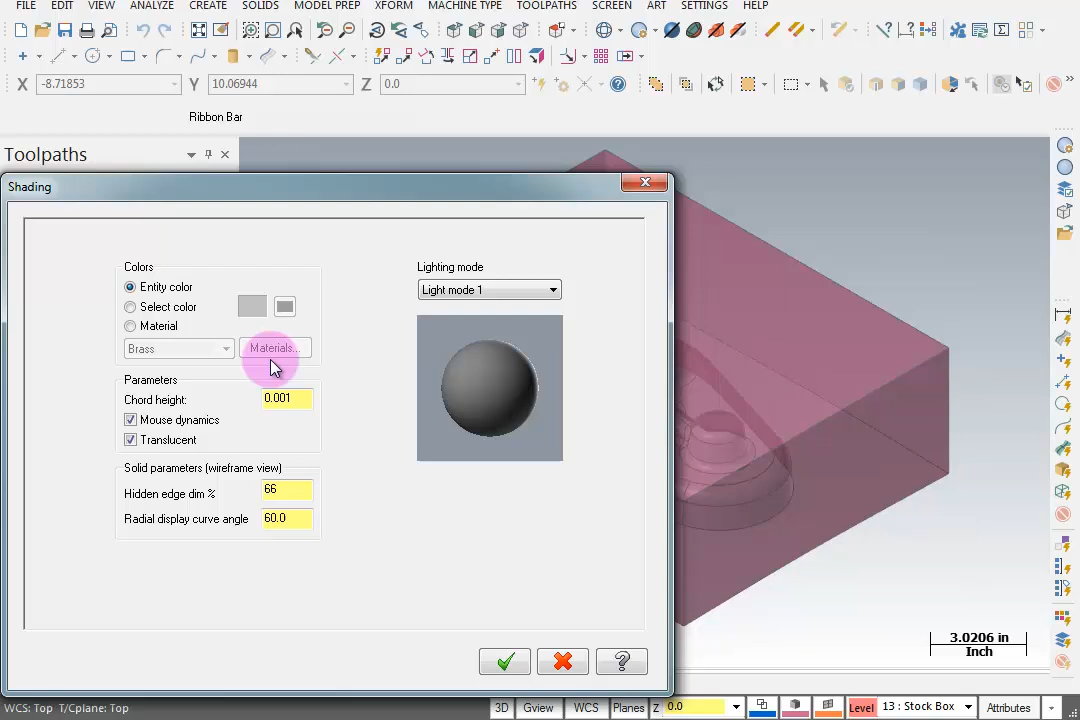 FILE EDIT VIEW ANALYZE CREATE SOLIDS MODEL PREP XFORM MACHINE TYPE TOOLPATHS SCREEN ART SETTINGS HELP
X -8.71853 Y 10.06944 Z 0.0
Ribbon Bar
Toolpaths
Shading
Colors
Entity color
Select color
Material
Brass
Materials...
Parameters
Chord height: 0.001
Mouse dynamics
Translucent
Solid parameters (wireframe view)
Hidden edge dim % 66
Radial display curve angle 60.0
Lighting mode
Light mode 1
3.0206 in
Inch
WCS: Top T/Cplane: Top
3D Gview WCS Planes Z 0.0 Level 13 : Stock Box Attributes